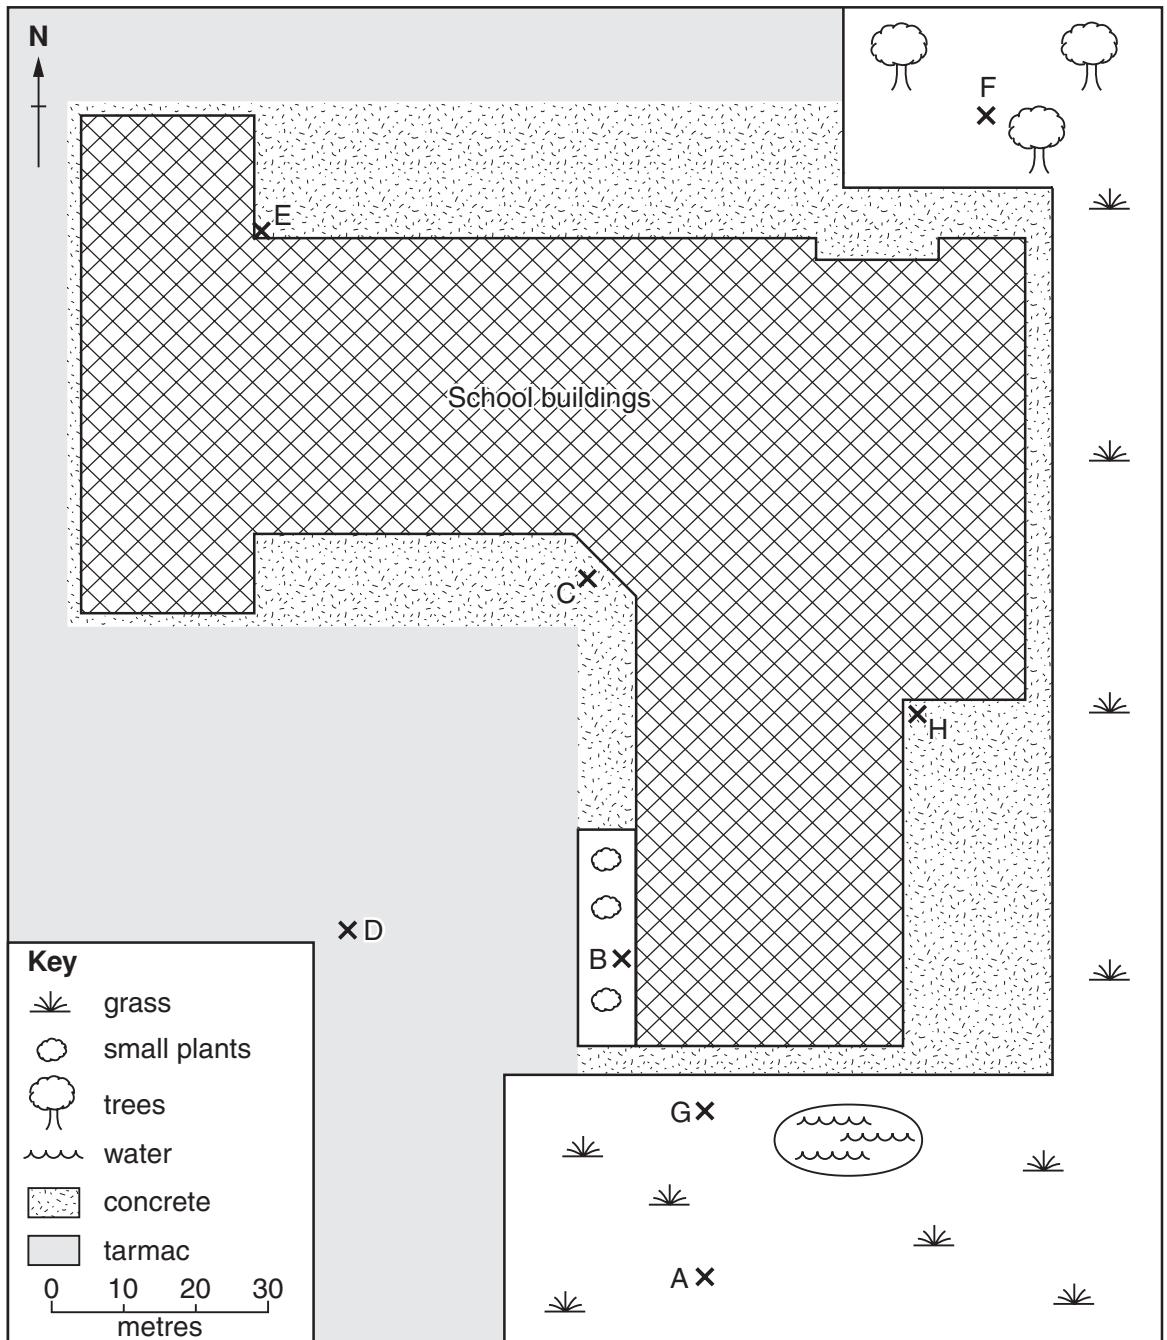 N
F
E
School buildings
C
H
D
B
Key
grass
small plants
trees
water
concrete
tarmac
0 10 20 30
metres
G
A